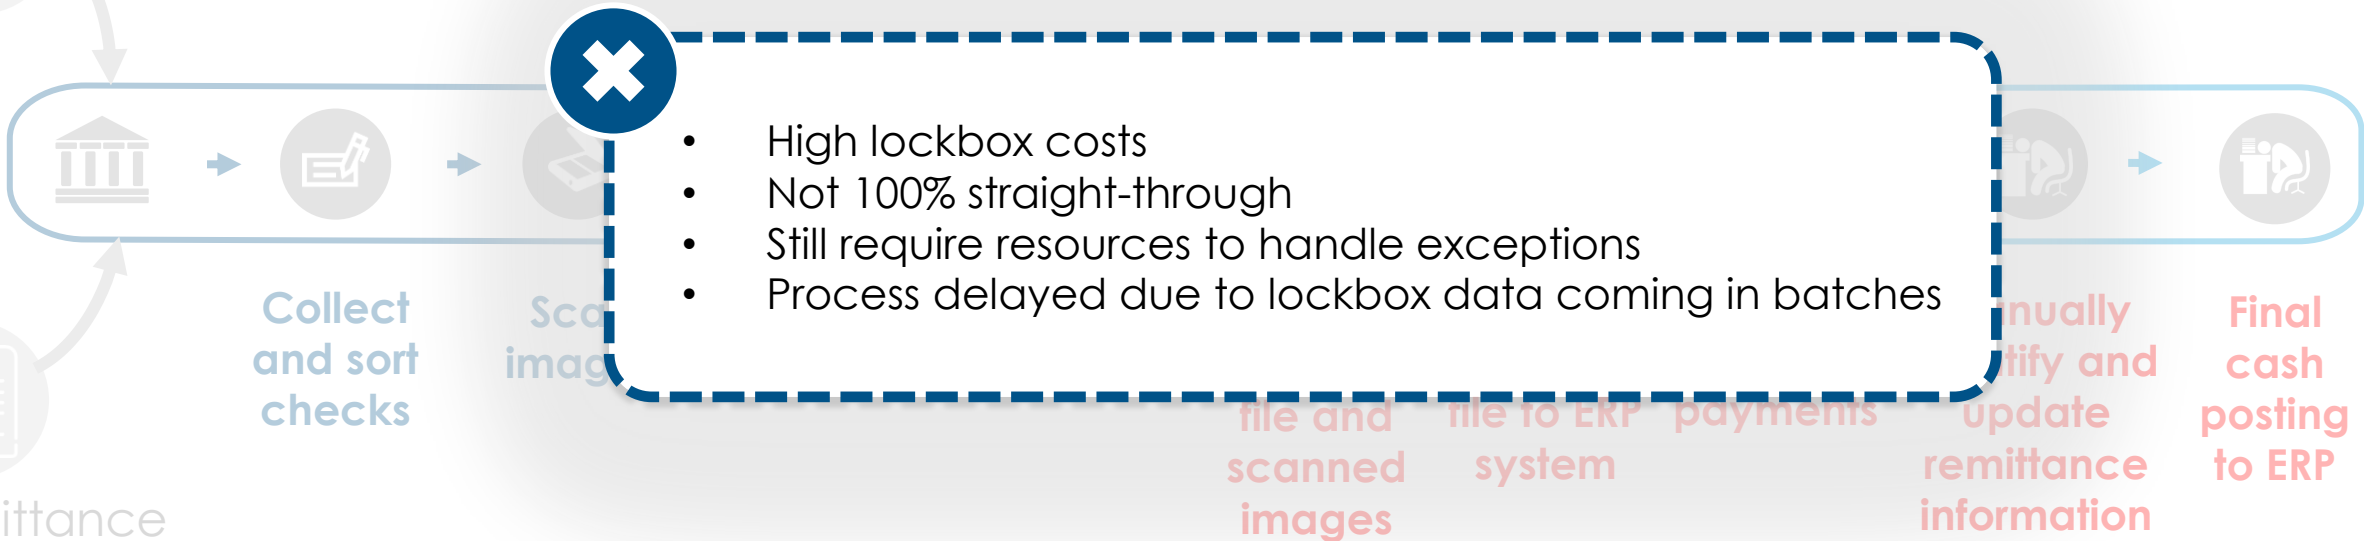 • High lockbox costs
• Not 100% straight-through
• Still require resources to handle exceptions
• Process delayed due to lockbox data coming in batches
Collect
and sort
checks
file and
scanned
images
file to ERP
system
payments
and
update
remittance
information
Final
cash
posting
to ERP